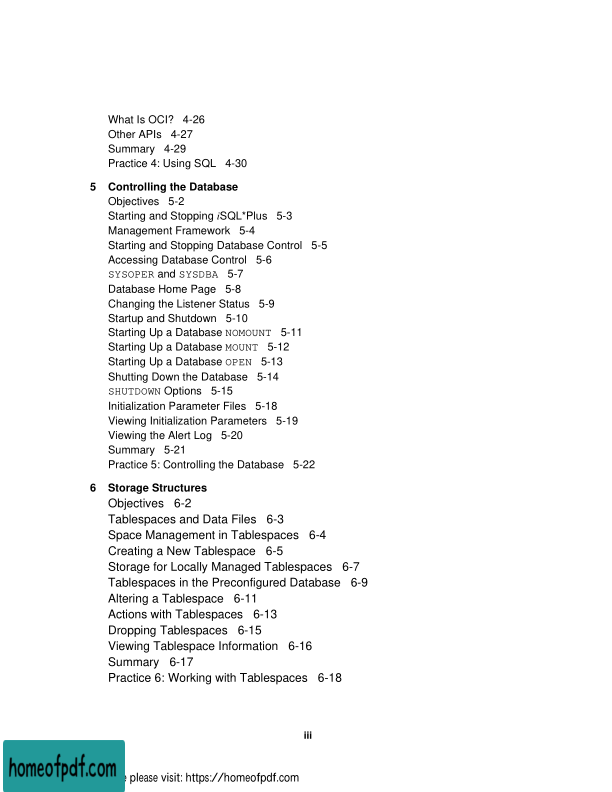 What Is OCI? 4-26
Other APIs 4-27
Summary 4-29
Practice 4: Using SQL 4-30
5 Controlling the Database
Objectives 5-2
Starting and Stopping iSQL*Plus 5-3
Management Framework 5-4
Starting and Stopping Database Control 5-5
Accessing Database Control 5-6
SYSOPER and SYSDBA 5-7
Database Home Page 5-8
Changing the Listener Status 5-9
Startup and Shutdown 5-10
Starting Up a Database NOMOUNT 5-11
Starting Up a Database MOUNT 5-12
Starting Up a Database OPEN 5-13
Shutting Down the Database 5-14
SHUTDOWN Options 5-15
Initialization Parameter Files 5-18
Viewing Initialization Parameters 5-19
Viewing the Alert Log 5-20
Summary 5-21
Practice 5: Controlling the Database 5-22
6 Storage Structures
Objectives 6-2
Tablespaces and Data Files 6-3
Space Management in Tablespaces 6-4
Creating a New Tablespace 6-5
Storage for Locally Managed Tablespaces 6-7
Tablespaces in the Preconfigured Database 6-9
Altering a Tablespace 6-11
Actions with Tablespaces 6-13
Dropping Tablespaces 6-15
Viewing Tablespace Information 6-16
Summary 6-17
Practice 6: Working with Tablespaces 6-18
iii
homeofpdf.com
please visit: https://homeofpdf.com